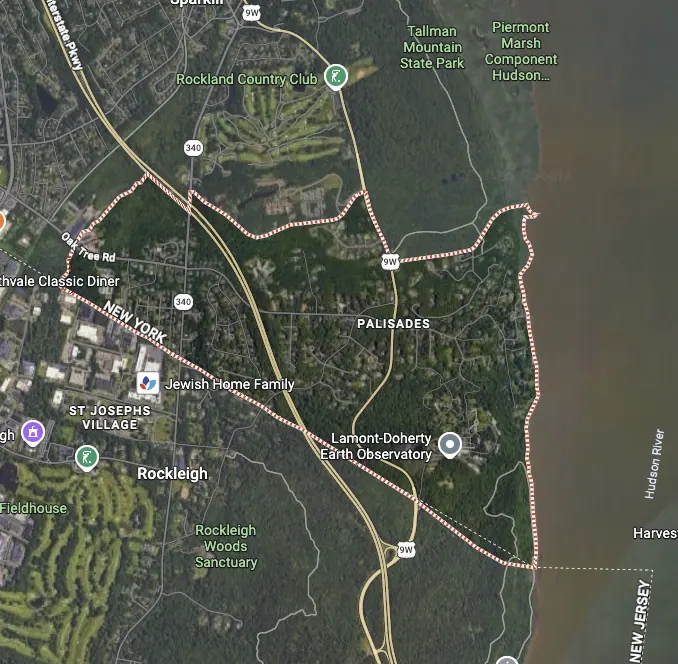 Sparkill
9W
Interstate Pkwy
Tallman
Mountain
State Park
Piermont
Marsh
Component
Hudson...
Rockland Country Club
340
Oak Tree Rd
9W
thvale Classic Diner
340
NEW YORK
PALISADES
Jewish Home Family
ST JOSEPHS
VILLAGE
gh
Lamont-Doherty
Earth Observatory
Rockleigh
Hudson River
Fieldhouse
Rockleigh
Woods
Sanctuary
Harves
9W
NEW JERSEY